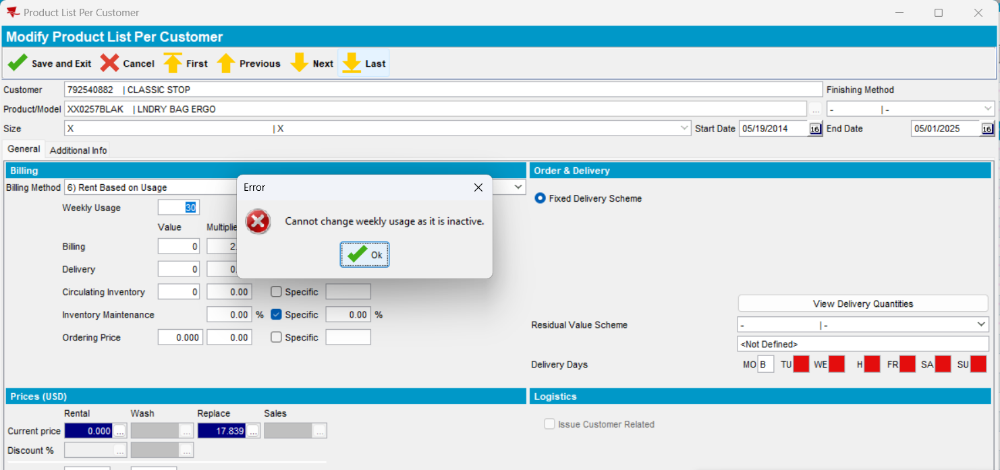 Product List Per Customer
Modify Product List Per Customer
Save and Exit Cancel First Previous Next Last
Customer 792540882 | CLASSIC STOP Finishing Method
Product/Model XX0257BLAK | LNDRY BAG ERGO ... - | -
Size X | X Start Date 05/19/2014 16 End Date 05/01/2025 16
General Additional Info
Billing Order & Delivery
Billing Method 6) Rent Based on Usage
Error
Fixed Delivery Scheme
Weekly Usage 30
Cannot change weekly usage as it is inactive.
Value
Billing 0 2.
Ok
Delivery 0 0.
Circulating Inventory 0 0.00 Specific
View Delivery Quantities
Inventory Maintenance 0.00 % Specific 0.00 %
Residual Value Scheme - | -
Ordering Price 0.000 0.00 Specific
<Not Defined>
Delivery Days MO B TU WE H FR SA SU
Prices (USD) Logistics
Rental Wash Replace Sales
Current price 0.000 ... ... 17.839 ... ...
Issue Customer Related
Discount % ... ...